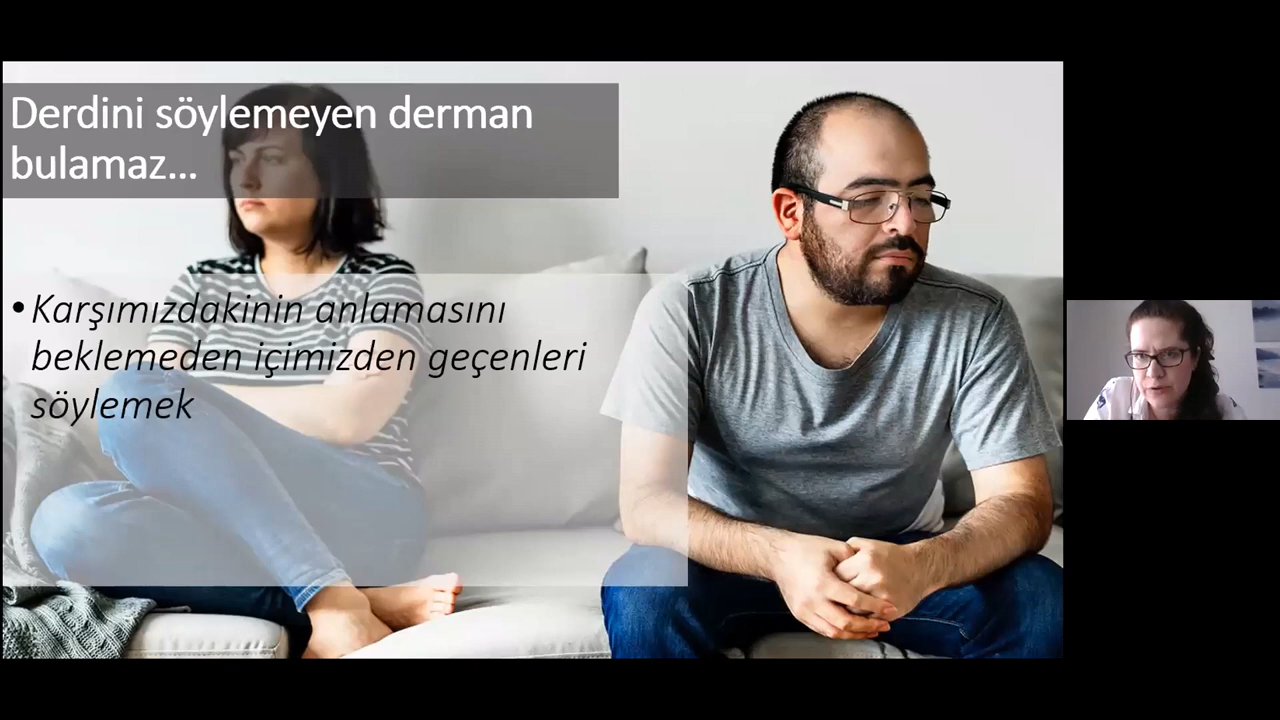 Derdini söylemeyen derman
bulamaz...
• Karşımızdakinin anlamasını
beklemeden içimizden geçenleri
söylemek